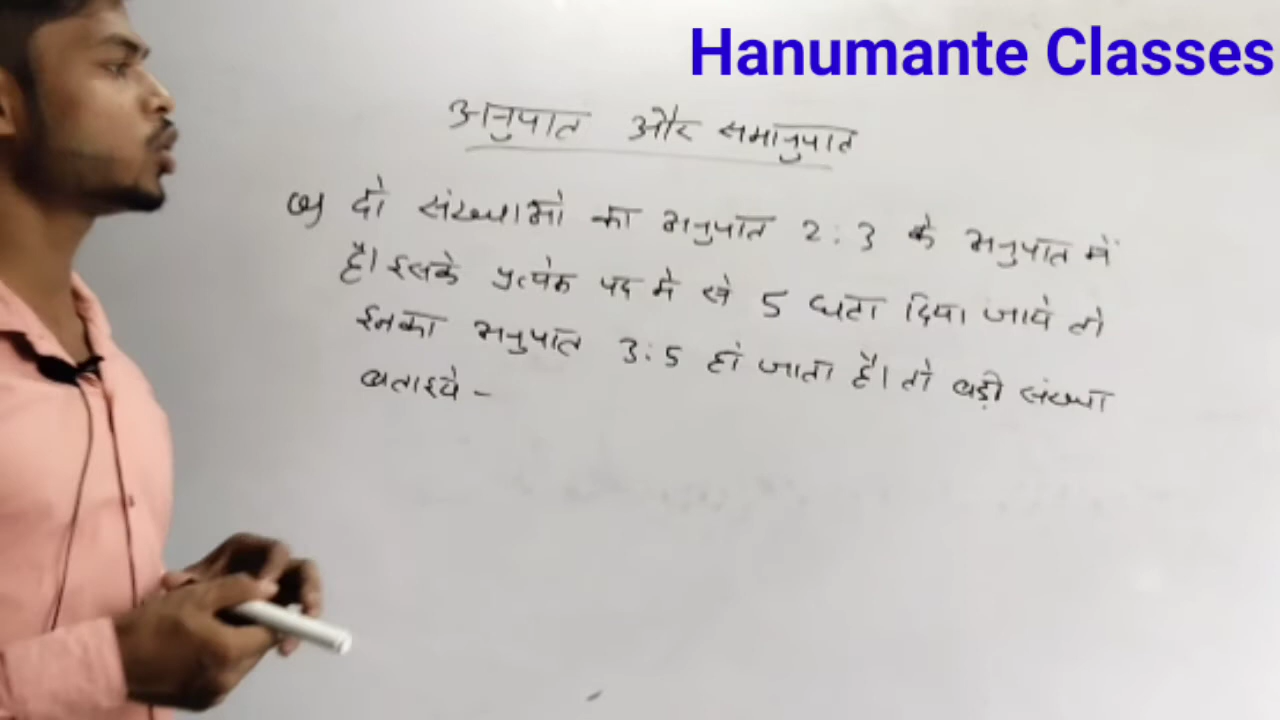 Hanumante Classes
अनुपात और समानुपात
Q दो संख्याओ का अनुपात 2:3 के अनुपात में
है। इसके प्रत्येक पद मे से 5 घटा दिया जाये तो
इनका अनुपात 3:5 हो जाता है। तो बड़ी संख्या
बताइये -